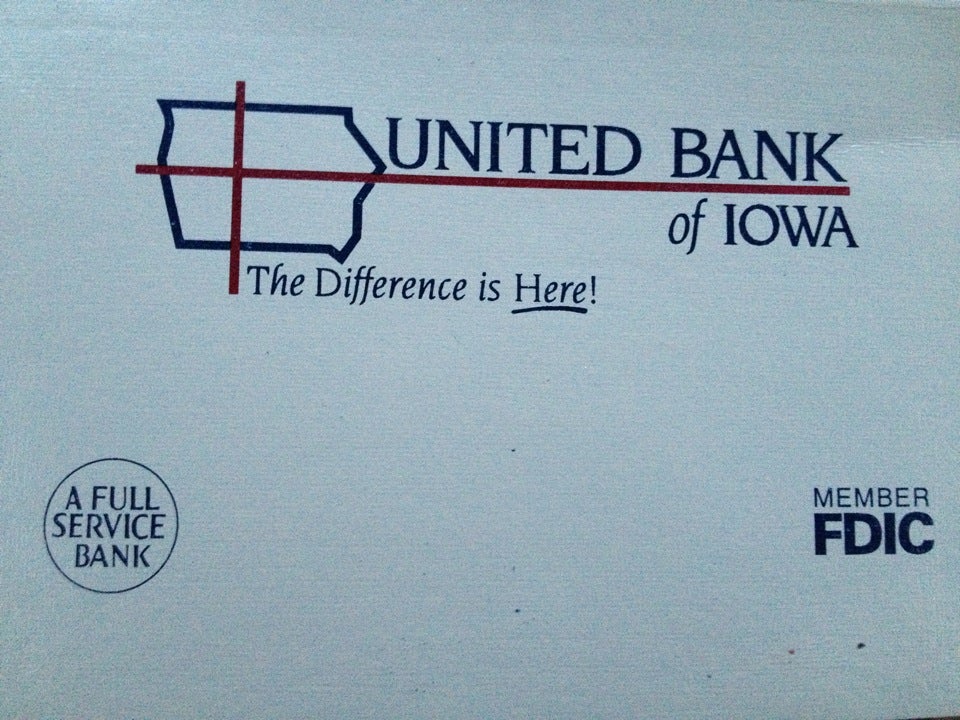 UNITED BANK
of IOWA
The Difference is Here!
A FULL
SERVICE
BANK
MEMBER
FDIC